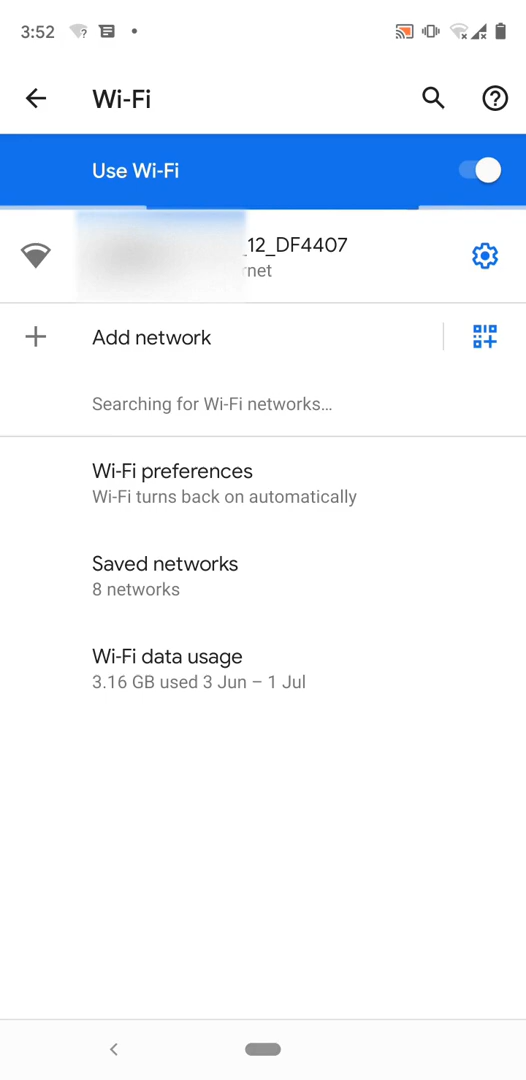 3:52
Wi-Fi
Use Wi-Fi
_12_DF4407
rnet
Add network
Searching for Wi-Fi networks…
Wi-Fi preferences
Wi-Fi turns back on automatically
Saved networks
8 networks
Wi-Fi data usage
3.16 GB used 3 Jun – 1 Jul